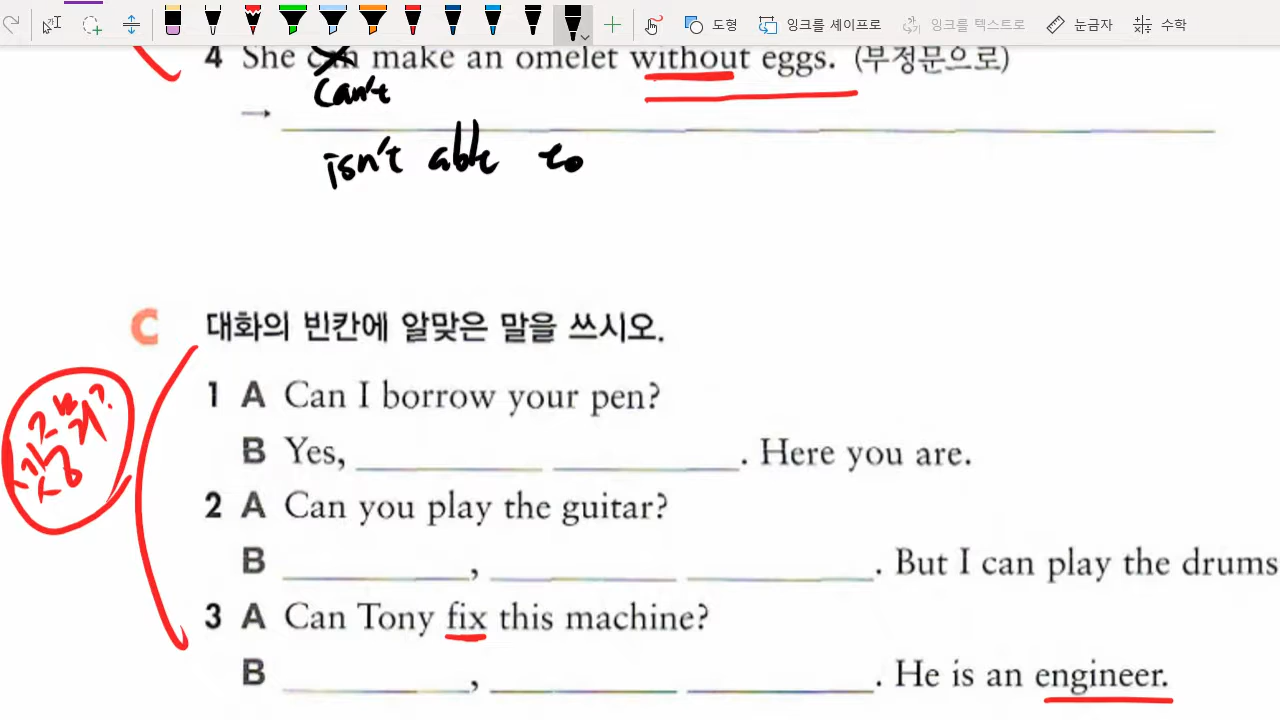 도형
잉크를 셰이프로
잉크를 텍스트로
눈금자
수학
4 She can make an omelet without eggs. (부정문으로)
can't
→
isn't able to
C 대화의 빈칸에 알맞은 말을 쓰시오.
1 A Can I borrow your pen?
B Yes, ________ ________. Here you are.
2 A Can you play the guitar?
B ________, ________ ________. But I can play the drums
3 A Can Tony fix this machine?
B ________, ________ ________. He is an engineer.